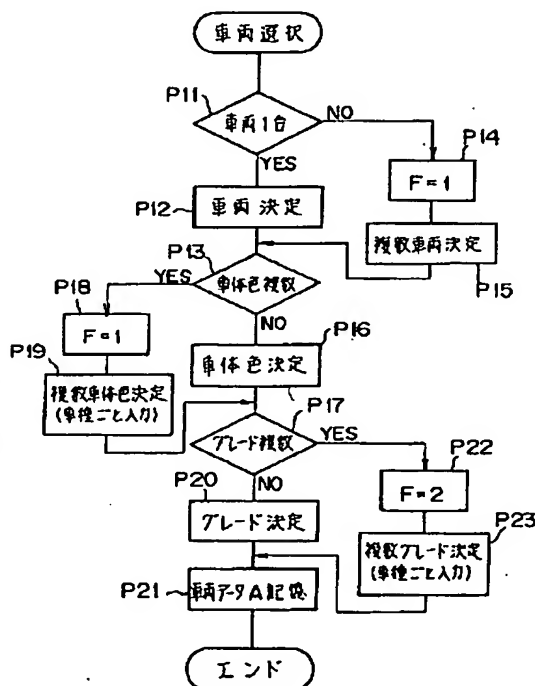 車両選択
P11
車両1台
NO
P14
YES
F=1
P12
車両決定
複数車両決定
P13
P15
YES
車体色複数
P18
NO
P16
F=1
P19
車体色決定
複数車体色決定
(車種ごと入力)
P17
グレード複数
YES
P22
P20
NO
F=2
グレード決定
P23
複数グレード決定
(車種ごと入力)
P21
車両データA記憶
エンド